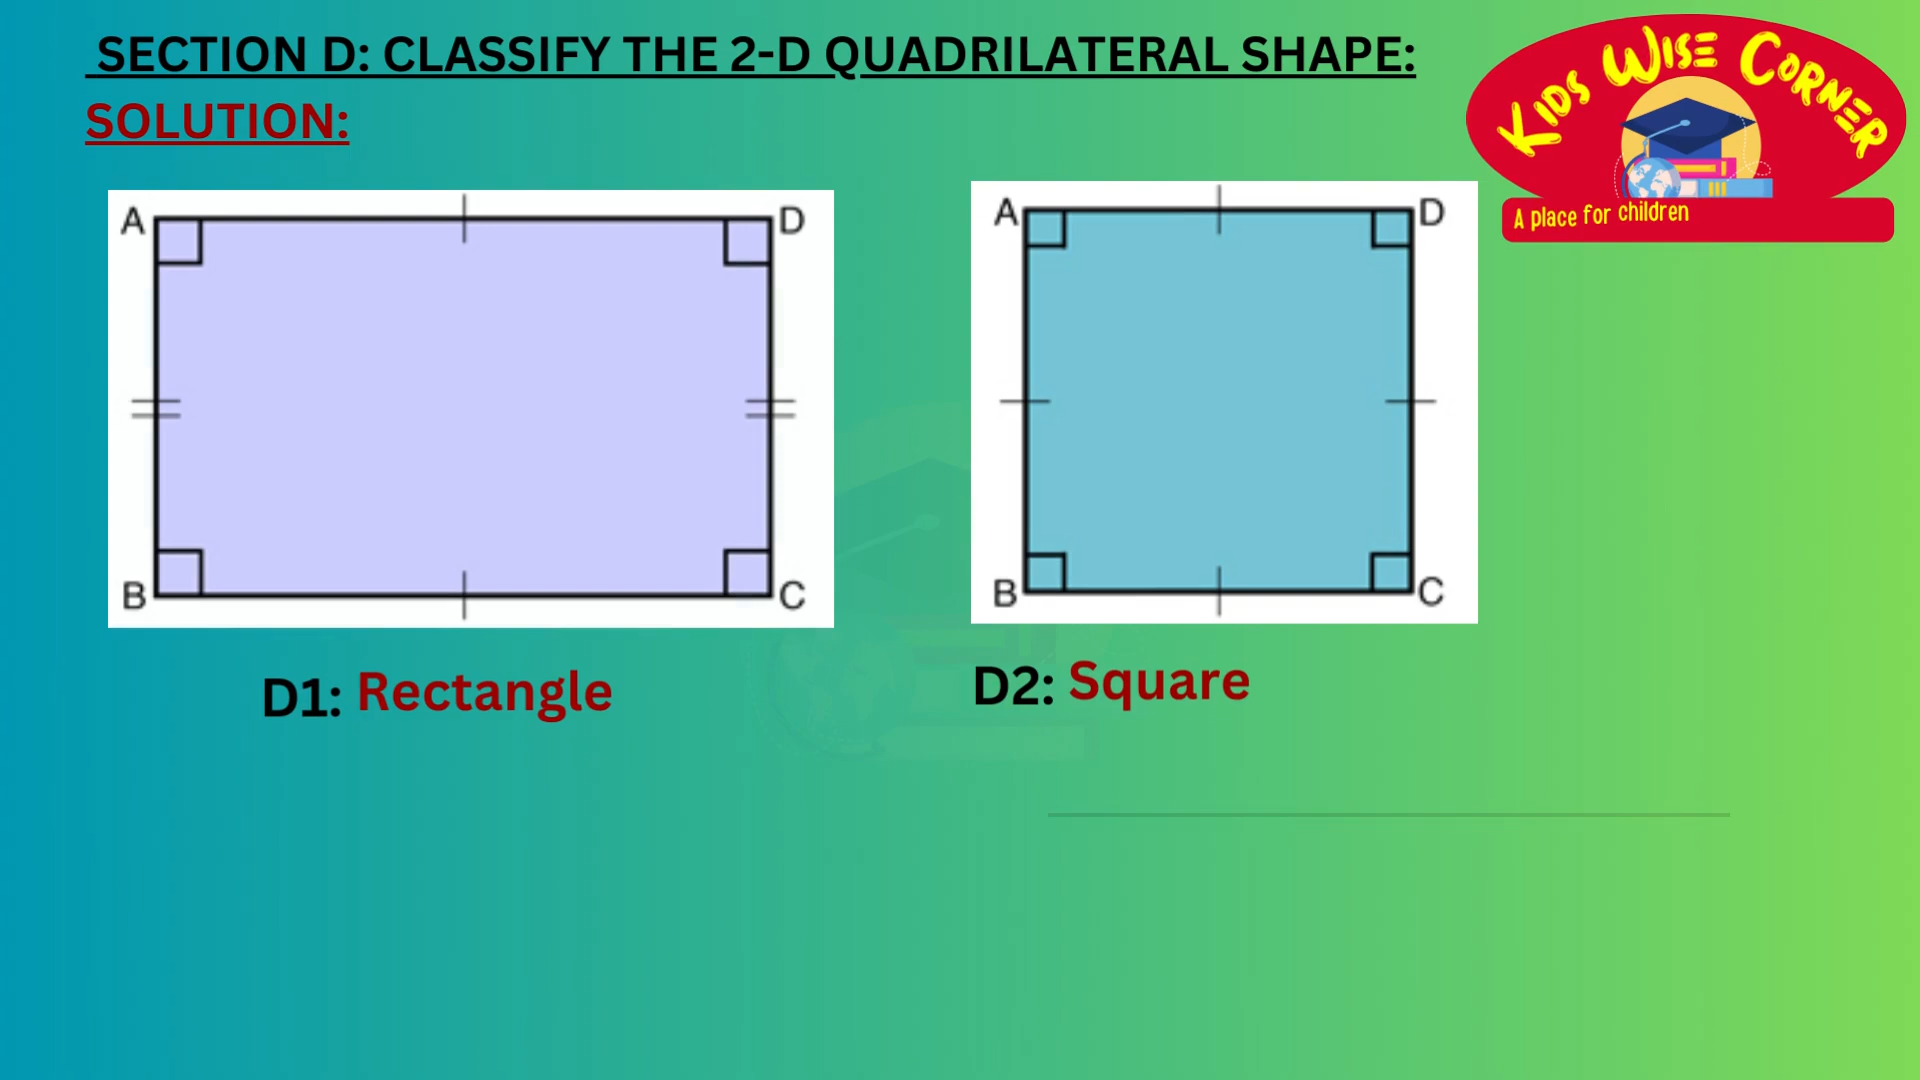 SECTION D: CLASSIFY THE 2-D QUADRILATERAL SHAPE:
SOLUTION:
KIDS WISE CORNER
A place for children
A D
B C
A D
B C
D1: Rectangle
D2: Square